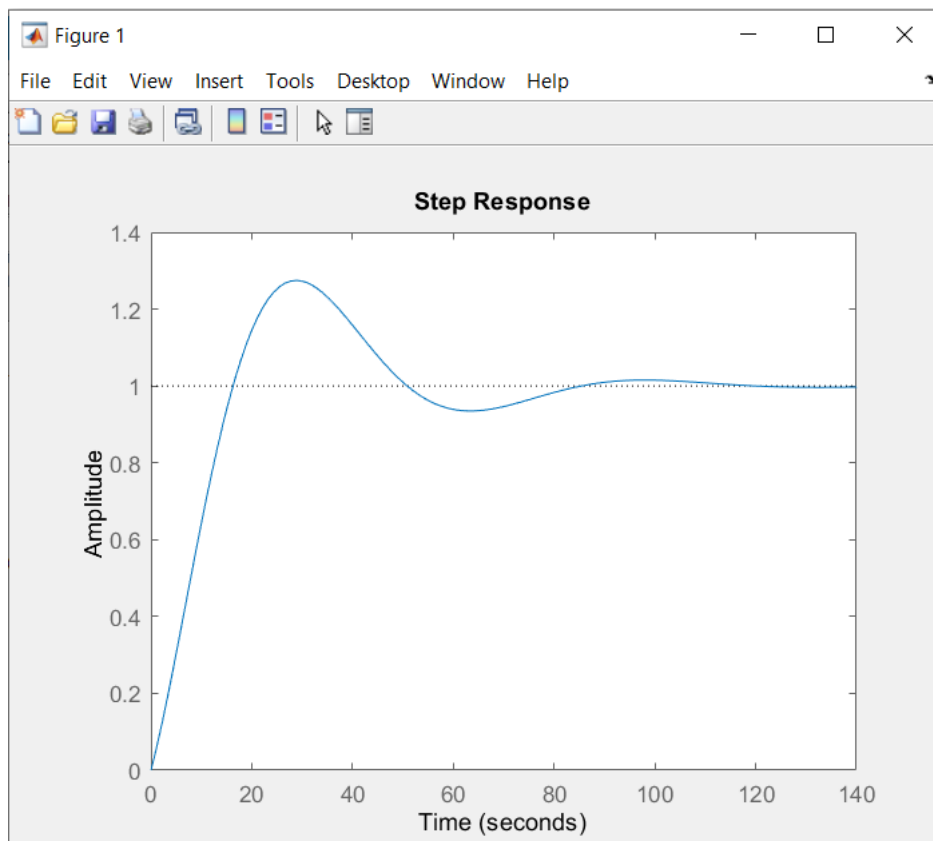 Figure 1
File Edit View Insert Tools Desktop Window Help
Step Response
1.4
1.2
1
0.8
0.6
0.4
0.2
0
Amplitude
0 20 40 60 80 100 120 140
Time (seconds)